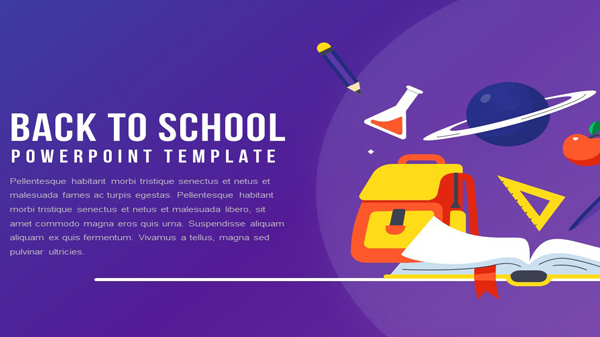 BACK TO SCHOOL
POWERPOINT TEMPLATE
Pellentesque habitant morbi tristique senectus et netus et
malesuada fames ac turpis egestas. Pellentesque habitant
morbi tristique senectus et netus et malesuada libero, sit
amet commodo magna eros quis urna. Suspendisse aliquam
aliquam ex quis fermentum. Vivamus a tellus, magna sed
pulvinar ultricies.